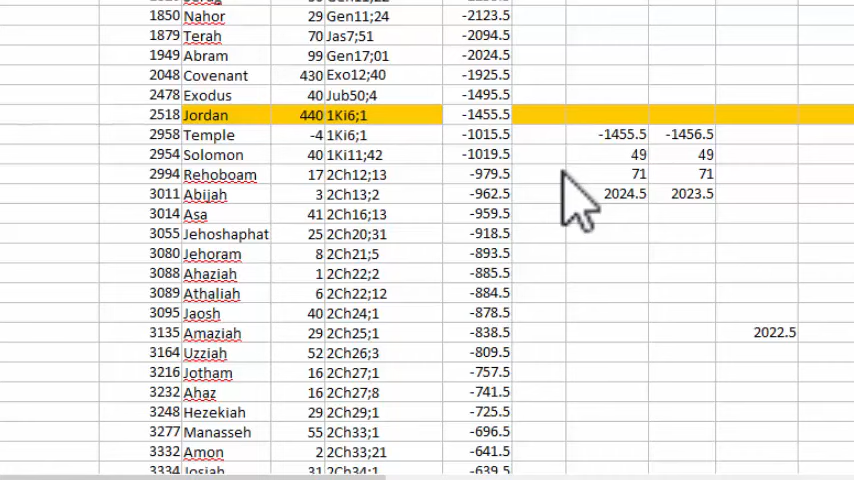 1850 Nahor 29 Gen11;24 -2123.5
1879 Terah 70 Jas7;51 -2094.5
1949 Abram 99 Gen17;01 -2024.5
2048 Covenant 430 Exo12;40 -1925.5
2478 Exodus 40 Jub50;4 -1495.5
2518 Jordan 440 1Ki6;1 -1455.5
2958 Temple -4 1Ki6;1 -1015.5 -1455.5 -1456.5
2954 Solomon 40 1Ki11;42 -1019.5 49 49
2994 Rehoboam 17 2Ch12;13 -979.5 71 71
3011 Abijah 3 2Ch13;2 -962.5 2024.5 2023.5
3014 Asa 41 2Ch16;13 -959.5
3055 Jehoshaphat 25 2Ch20;31 -918.5
3080 Jehoram 8 2Ch21;5 -893.5
3088 Ahaziah 1 2Ch22;2 -885.5
3089 Athaliah 6 2Ch22;12 -884.5
3095 Jaosh 40 2Ch24;1 -878.5
3135 Amaziah 29 2Ch25;1 -838.5 2022.5
3164 Uzziah 52 2Ch26;3 -809.5
3216 Jotham 16 2Ch27;1 -757.5
3232 Ahaz 16 2Ch27;8 -741.5
3248 Hezekiah 29 2Ch29;1 -725.5
3277 Manasseh 55 2Ch33;1 -696.5
3332 Amon 2 2Ch33;21 -641.5
3334 Josiah 31 2Ch34;1 -639.5